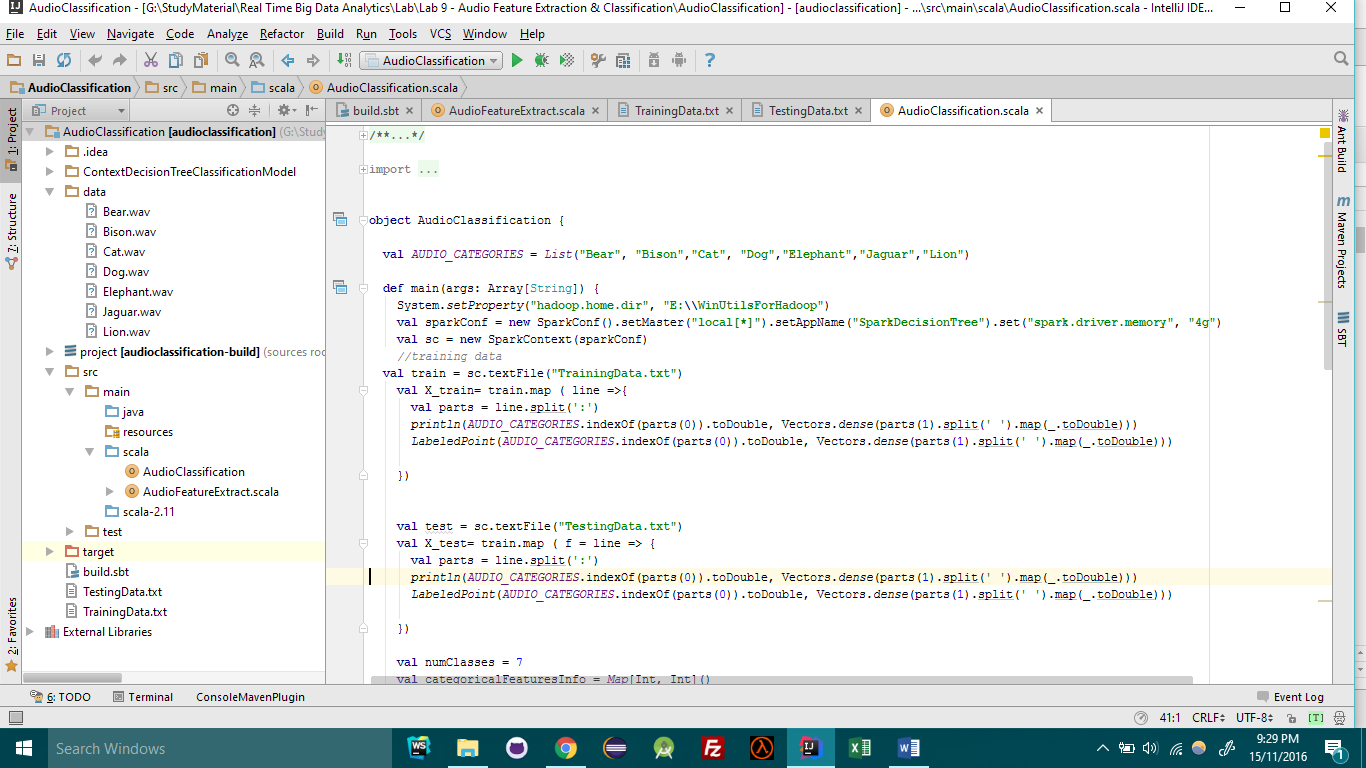 AudioClassification - [G:\StudyMaterial\Real Time Big Data Analytics\Lab\Lab 9 - Audio Feature Extraction & Classification\AudioClassification] - [audioclassification] - ...\src\main\scala\AudioClassification.scala - IntelliJ IDE...
File Edit View Navigate Code Analyze Refactor Build Run Tools VCS Window Help
AudioClassification
AudioClassification src main scala AudioClassification.scala
Project
build.sbt AudioFeatureExtract.scala TrainingData.txt TestingData.txt AudioClassification.scala
1: Project
7: Structure
2: Favorites
AudioClassification [audioclassification] (G:\Study
.idea
ContextDecisionTreeClassificationModel
data
Bear.wav
Bison.wav
Cat.wav
Dog.wav
Elephant.wav
Jaguar.wav
Lion.wav
project [audioclassification-build] (sources roo
src
main
java
resources
scala
AudioClassification
AudioFeatureExtract.scala
scala-2.11
test
target
build.sbt
TestingData.txt
TrainingData.txt
External Libraries
/**...*/
import ...
object AudioClassification {
val AUDIO_CATEGORIES = List("Bear", "Bison","Cat", "Dog","Elephant","Jaguar","Lion")
def main(args: Array[String]) {
System.setProperty("hadoop.home.dir", "E:\\WinUtilsForHadoop")
val sparkConf = new SparkConf().setMaster("local[*]").setAppName("SparkDecisionTree").set("spark.driver.memory", "4g")
val sc = new SparkContext(sparkConf)
//training data
val train = sc.textFile("TrainingData.txt")
val X_train= train.map ( line =>{
val parts = line.split(':')
println(AUDIO_CATEGORIES.indexOf(parts(0)).toDouble, Vectors.dense(parts(1).split(' ').map(_.toDouble)))
LabeledPoint(AUDIO_CATEGORIES.indexOf(parts(0)).toDouble, Vectors.dense(parts(1).split(' ').map(_.toDouble)))
})
val test = sc.textFile("TestingData.txt")
val X_test= train.map ( f = line => {
val parts = line.split(':')
println(AUDIO_CATEGORIES.indexOf(parts(0)).toDouble, Vectors.dense(parts(1).split(' ').map(_.toDouble)))
LabeledPoint(AUDIO_CATEGORIES.indexOf(parts(0)).toDouble, Vectors.dense(parts(1).split(' ').map(_.toDouble)))
})
val numClasses = 7
val categoricalFeaturesInfo = Map[Int, Int]()
Ant Build
m Maven Projects
SBT
6: TODO Terminal ConsoleMavenPlugin Event Log
41:1 CRLF UTF-8 [T]
Search Windows
WS
Fz
IJ
9:29 PM
15/11/2016
1